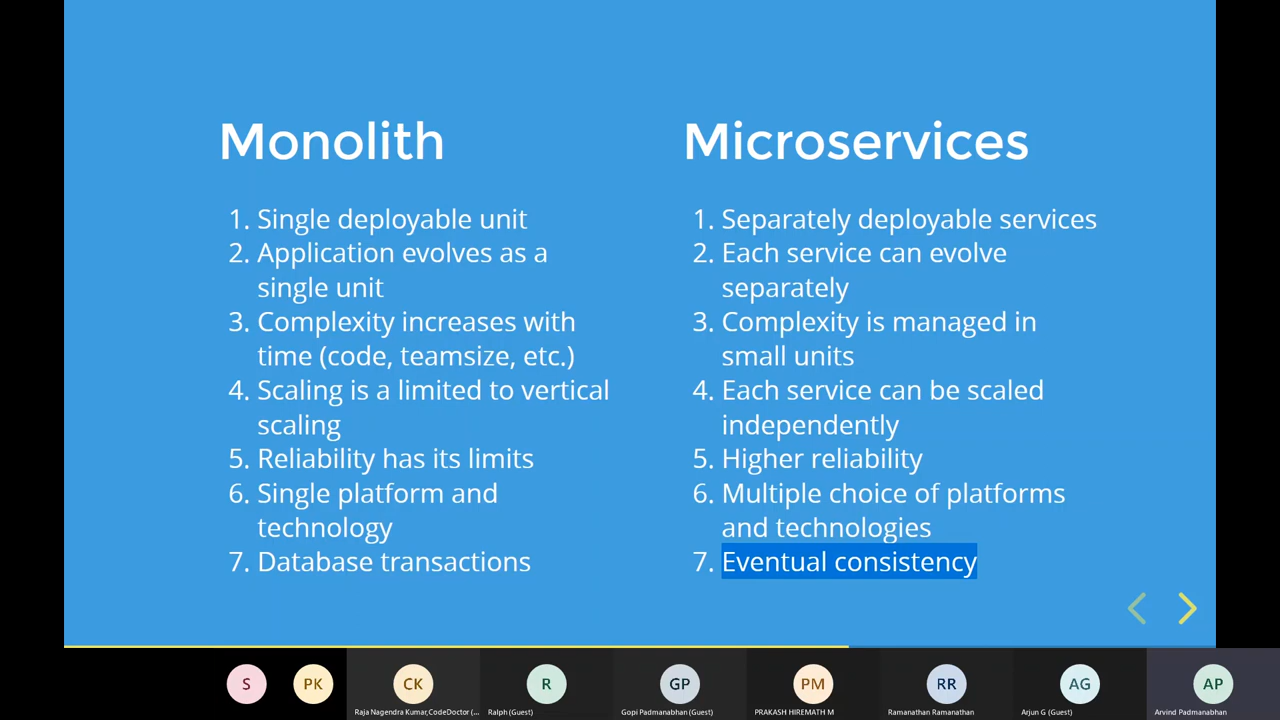 Monolith
1. Single deployable unit
2. Application evolves as a
single unit
3. Complexity increases with
time (code, teamsize, etc.)
4. Scaling is a limited to vertical
scaling
5. Reliability has its limits
6. Single platform and
technology
7. Database transactions
Microservices
1. Separately deployable services
2. Each service can evolve
separately
3. Complexity is managed in
small units
4. Each service can be scaled
independently
5. Higher reliability
6. Multiple choice of platforms
and technologies
7. Eventual consistency
S
PK
CK
R
GP
PM
RR
AG
AP
Raja Nagendra Kumar,CodeDoctor (...
Ralph (Guest)
Gopi Padmanabhan (Guest)
PRAKASH HIREMATH M
Ramanathan Ramanathan
Arjun G (Guest)
Arvind Padmanabhan